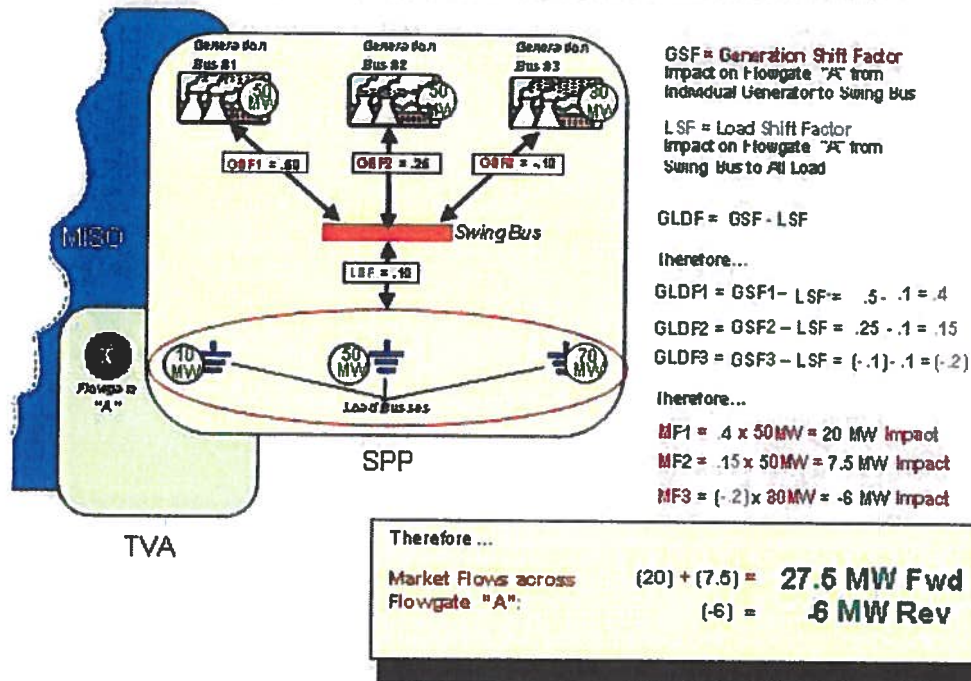 Generation
Bus #1
Generation
Bus #2
Generation
Bus #3
50
MW
50
MW
30
MW
GSF1 = .50
GSF2 = .25
GSF3 = -.10
Swing Bus
LSF = .10
MISO
Flowgate
"A"
10
MW
50
MW
70
MW
Load Busses
SPP
TVA
GSF = Generation Shift Factor
Impact on Flowgate "A" from
Individual Generator to Swing Bus
LSF = Load Shift Factor
Impact on Flowgate "A" from
Swing Bus to All Load
GLDF = GSF - LSF
Therefore...
GLDF1 = GSF1 – LSF = .5 - .1 = .4
GLDF2 = GSF2 – LSF = .25 - .1 = .15
GLDF3 = GSF3 – LSF = (-.1) - .1 = (-.2)
Therefore...
MF1 = .4 x 50MW = 20 MW Impact
MF2 = .15 x 50MW = 7.5 MW Impact
MF3 = (-.2) x 30MW = -6 MW Impact
Therefore ...
Market Flows across (20) + (7.5) = 27.5 MW Fwd
Flowgate "A": (-6) = -6 MW Rev